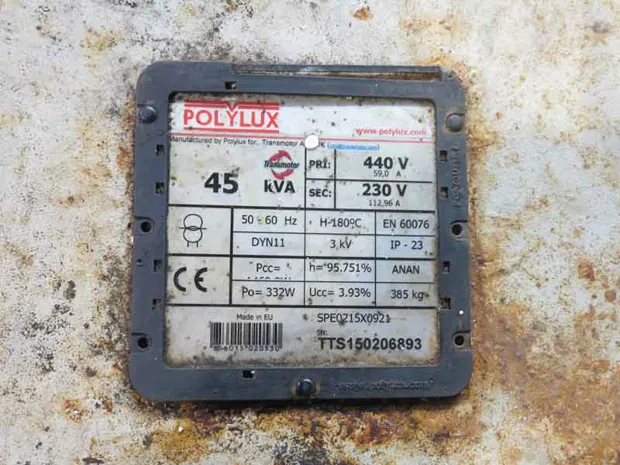 POLYLUX
www.polylux.com
Manufactured by Polylux for: Transmotor
Transmotor
45 kVA
PRI: 440 V
59,0 A
SEC: 230 V
112,96 A
50 - 60 Hz H-180ºC EN 60076
DYN11 3 kV IP - 23
CE Pcc= h= 95.751% ANAN
Po= 332W Ucc= 3.93% 385 kg
Made in EU SPE0215X0921
SN:
TTS150206893